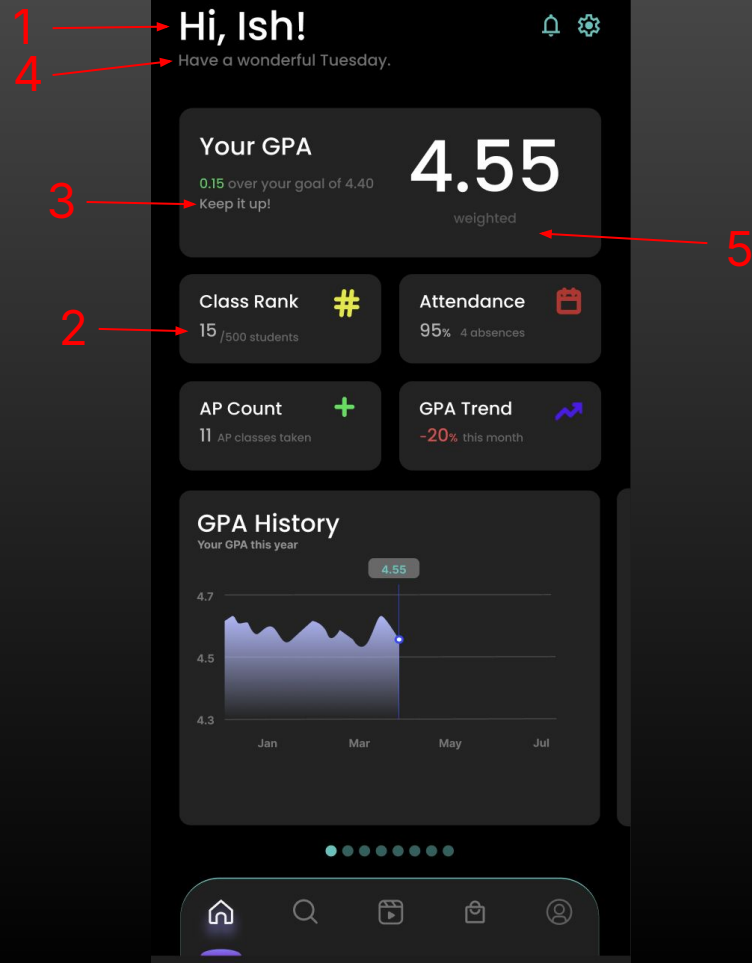 1
Hi, Ish!
4
Have a wonderful Tuesday.
Your GPA
4.55
0.15 over your goal of 4.40
3
Keep it up!
weighted
5
Class Rank
#
Attendance
2
15 /500 students
95% 4 absences
AP Count
GPA Trend
11 AP classes taken
-20% this month
GPA History
Your GPA this year
4.55
4.7
4.5
4.3
Jan Mar May Jul